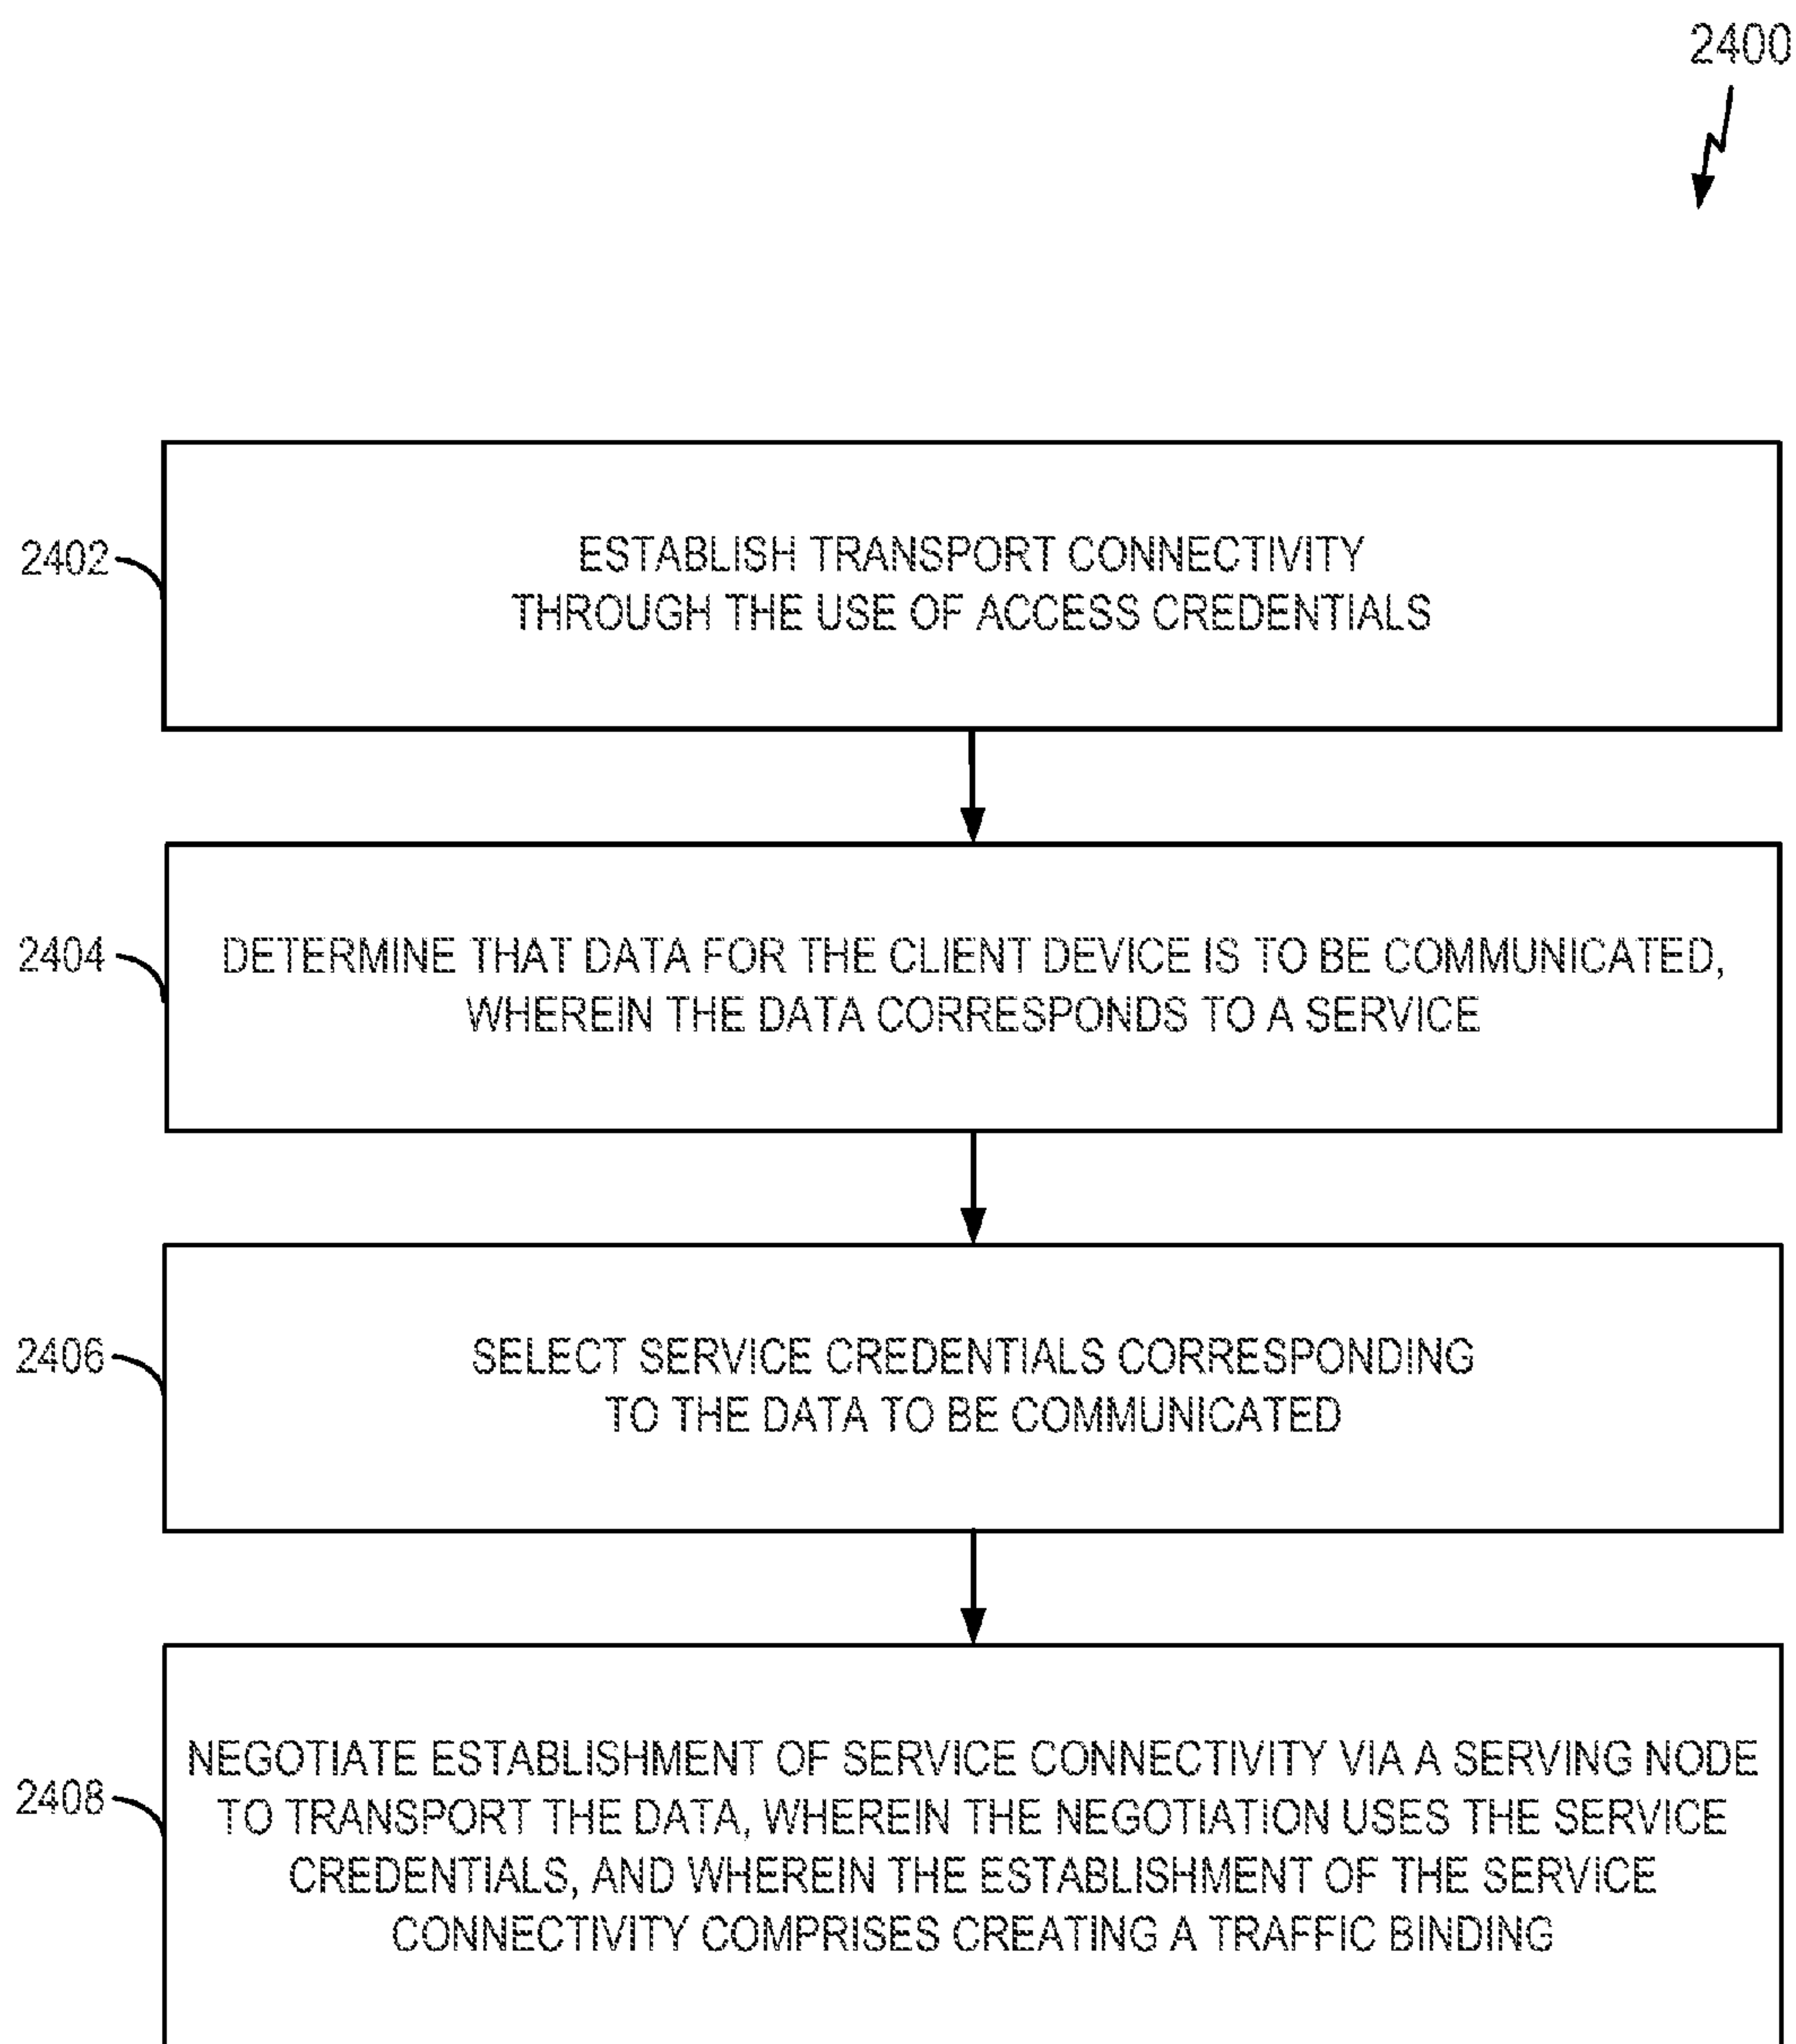 2400
2402
ESTABLISH TRANSPORT CONNECTIVITY
THROUGH THE USE OF ACCESS CREDENTIALS
2404
DETERMINE THAT DATA FOR THE CLIENT DEVICE IS TO BE COMMUNICATED,
WHEREIN THE DATA CORRESPONDS TO A SERVICE
2406
SELECT SERVICE CREDENTIALS CORRESPONDING
TO THE DATA TO BE COMMUNICATED
2408
NEGOTIATE ESTABLISHMENT OF SERVICE CONNECTIVITY VIA A SERVING NODE
TO TRANSPORT THE DATA, WHEREIN THE NEGOTIATION USES THE SERVICE
CREDENTIALS, AND WHEREIN THE ESTABLISHMENT OF THE SERVICE
CONNECTIVITY COMPRISES CREATING A TRAFFIC BINDING